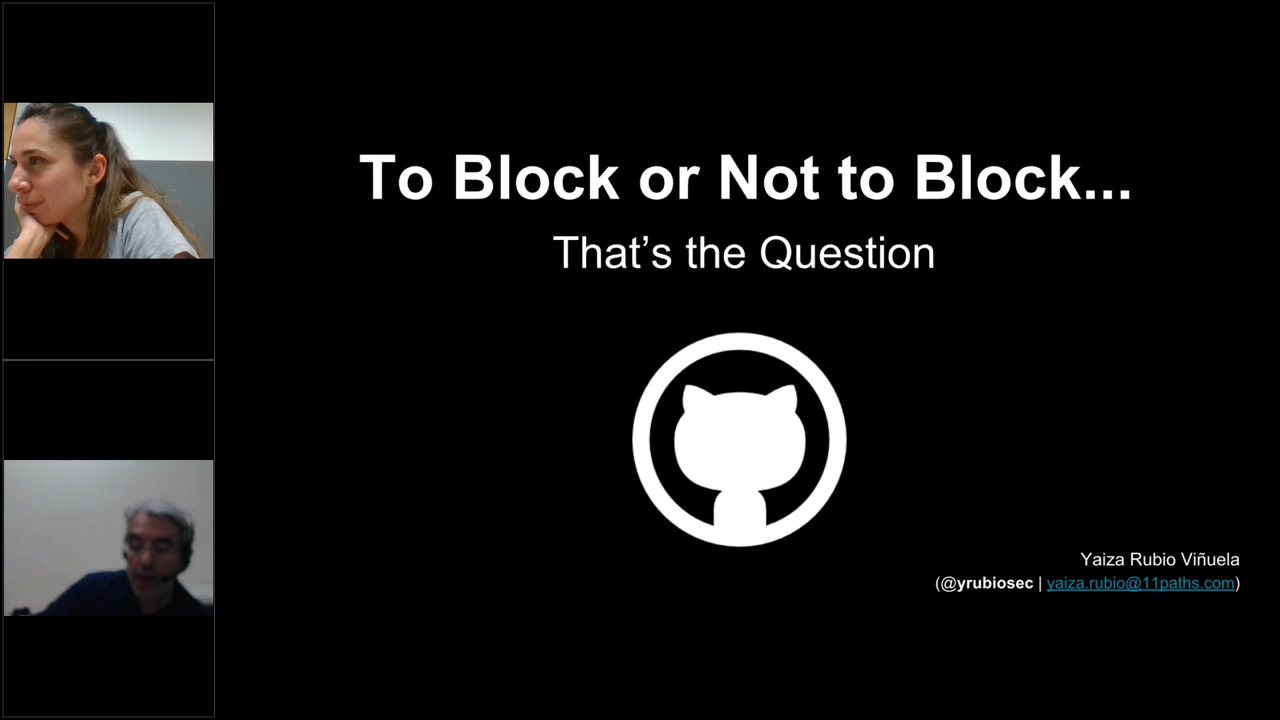 To Block or Not to Block...
That’s the Question
Yaiza Rubio Viñuela
(@yrubiosec | yaiza.rubio@11paths.com)